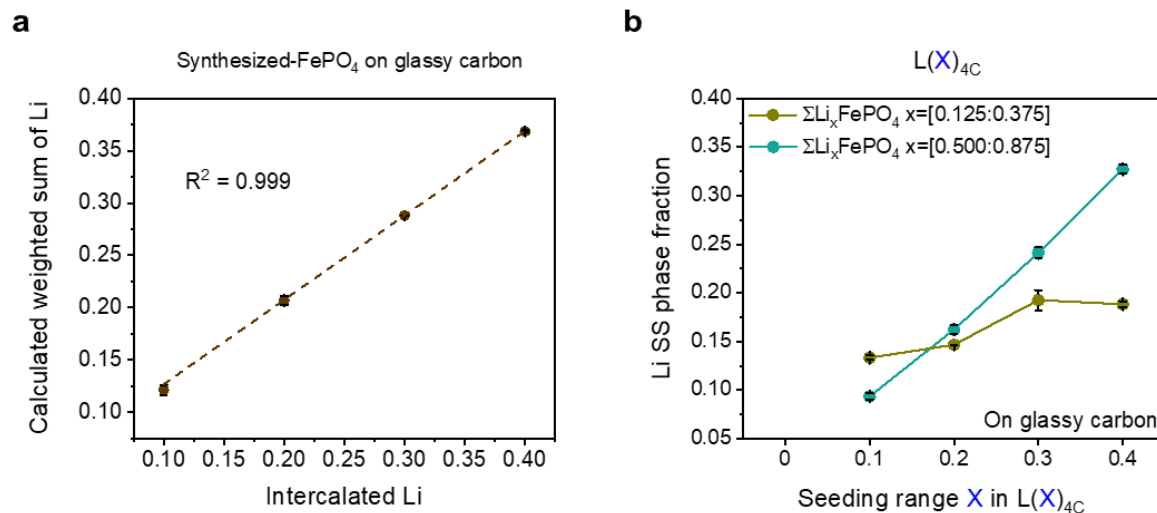 a
Synthesized-FePO₄ on glassy carbon
Calculated weighted sum of Li
0.40
0.35
0.30
0.25
0.20
0.15
0.10
R² = 0.999
0.10 0.15 0.20 0.25 0.30 0.35 0.40
Intercalated Li
b
L(X)₄C
Li SS phase fraction
0.40
0.35
0.30
0.25
0.20
0.15
0.10
0.05
ΣLiₓFePO₄ x=[0.125:0.375]
ΣLiₓFePO₄ x=[0.500:0.875]
On glassy carbon
0 0.1 0.2 0.3 0.4
Seeding range X in L(X)₄C